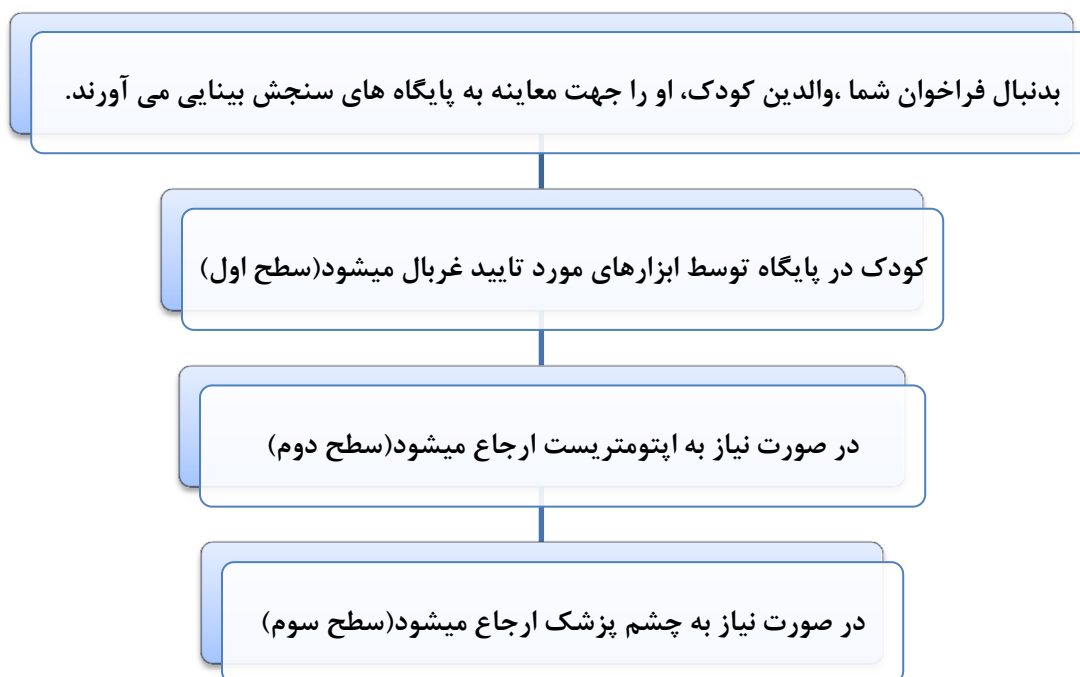 بدنبال فراخوان شما ،والدین کودک، او را جهت معاینه به پایگاه های سنجش بینایی می آورند.
کودک در پایگاه توسط ابزارهای مورد تایید غربال میشود(سطح اول)
در صورت نیاز به اپتومتریست ارجاع میشود(سطح دوم)
در صورت نیاز به چشم پزشک ارجاع میشود(سطح سوم)